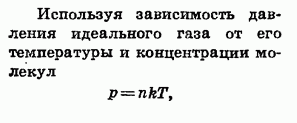 Используя зависимость дав-
ления идеального газа от его
температуры и концентрации мо-
лекул
p = nkT,